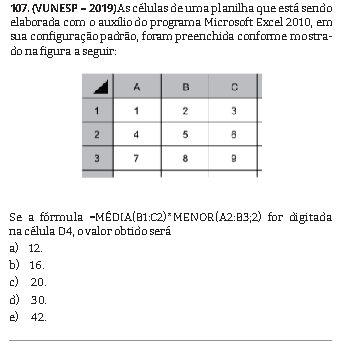 107. (VUNESP – 2019) As células de uma planilha que está sendo
elaborada com o auxílio do programa Microsoft Excel 2010, em
sua configuração padrão, foram preenchida conforme mostra-
do na figura a seguir:
A B C
1 1 2 3
2 4 5 6
3 7 8 9
Se a fórmula =MÉDIA(B1:C2)*MENOR(A2:B3;2) for digitada
na célula D4, o valor obtido será
a) 12.
b) 16.
c) 20.
d) 30.
e) 42.